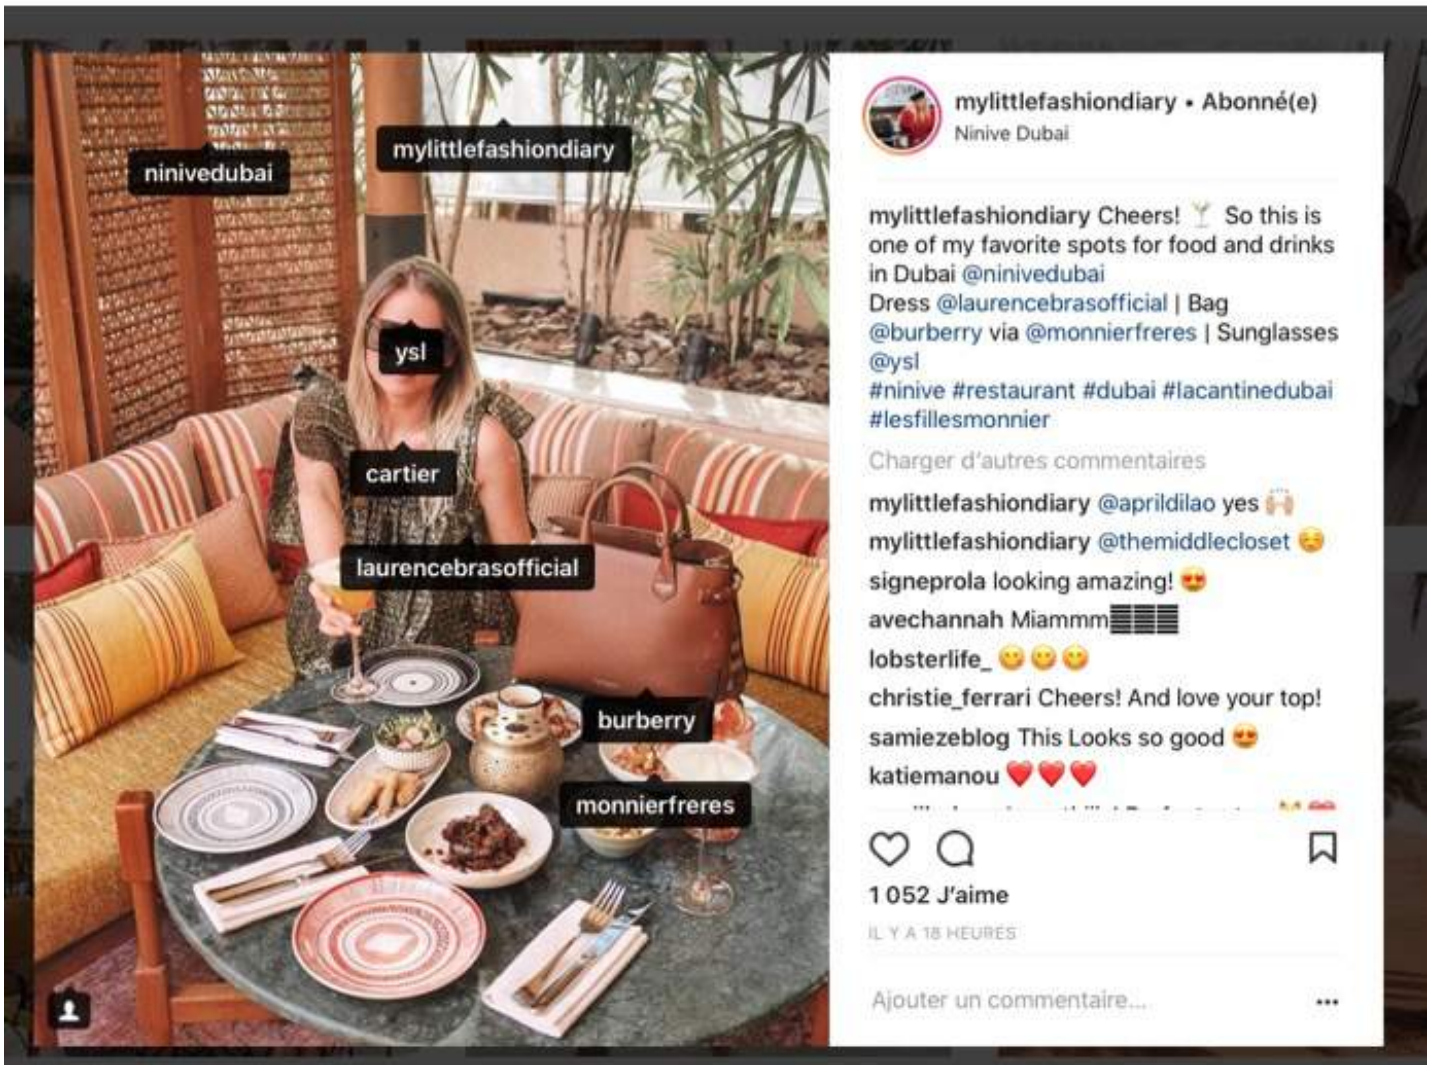 ninivedubai
mylittlefashiondiary
ysl
cartier
laurencebrasofficial
burberry
monnierfreres
mylittlefashiondiary • Abonné(e)
Ninive Dubai
mylittlefashiondiary Cheers! 🍸 So this is
one of my favorite spots for food and drinks
in Dubai @ninivedubai
Dress @laurencebrasofficial | Bag
@burberry via @monnierfreres | Sunglasses
@ysl
#ninive #restaurant #dubai #lacantinedubai
#lesfillesmonnier
Charger d'autres commentaires
mylittlefashiondiary @aprildilao yes 🙌🏼
mylittlefashiondiary @themiddlecloset ☺️
signeprola looking amazing! 😍
avechannah Miammm
lobsterlife_ 😋😋😋
christie_ferrari Cheers! And love your top!
samiezeblog This Looks so good 😍
katiemanou ❤️❤️❤️
1 052 J'aime
IL Y A 18 HEURES
Ajouter un commentaire...